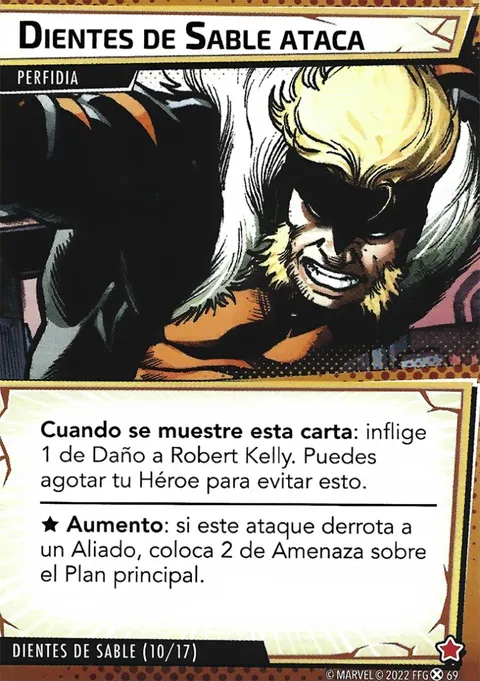 DIENTES DE SABLE ATACA
PERFIDIA
Cuando se muestre esta carta: inflige
1 de Daño a Robert Kelly. Puedes
agotar tu Héroe para evitar esto.
★ Aumento: si este ataque derrota a
un Aliado, coloca 2 de Amenaza sobre
el Plan principal.
DIENTES DE SABLE (10/17)
© MARVEL © 2022 FFG 69